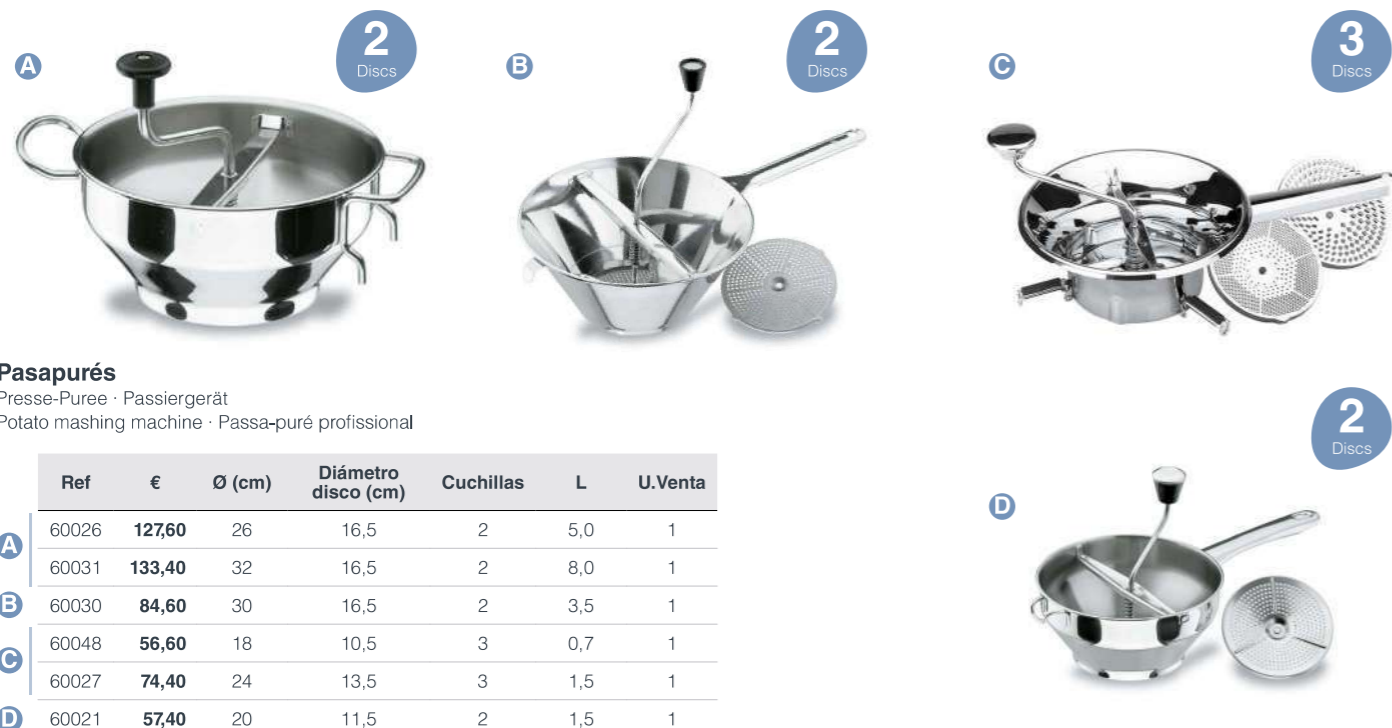 A
2
Discs
B
2
Discs
C
3
Discs
Pasapurés
Presse-Puree · Passiergerät
Potato mashing machine · Passa-puré profissional
2
Discs
D
Ref € Ø (cm) Diámetro disco (cm) Cuchillas L U.Venta
A
60026 127,60 26 16,5 2 5,0 1
60031 133,40 32 16,5 2 8,0 1
B 60030 84,60 30 16,5 2 3,5 1
C
60048 56,60 18 10,5 3 0,7 1
60027 74,40 24 13,5 3 1,5 1
D 60021 57,40 20 11,5 2 1,5 1